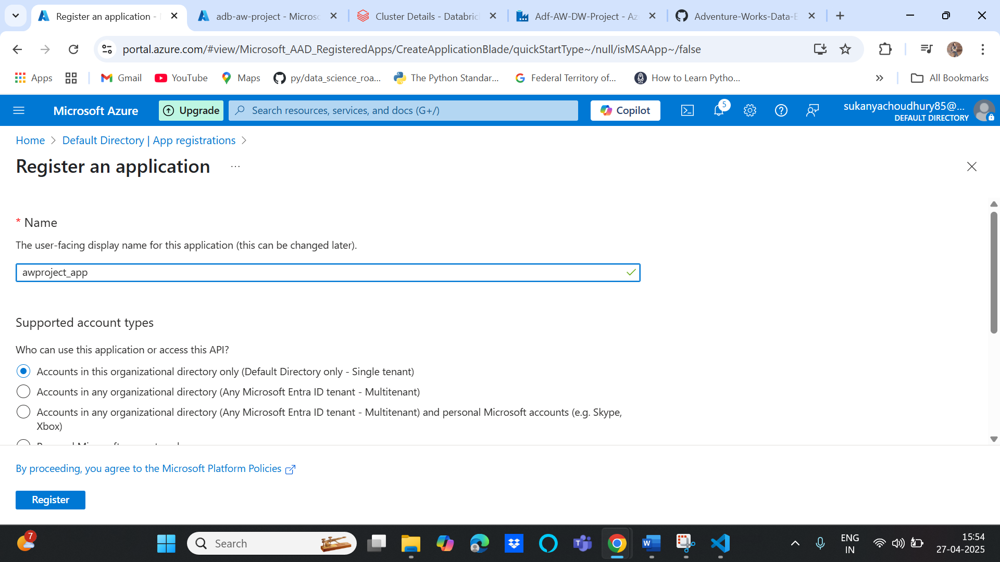 Register an application -
adb-aw-project - Microso
Cluster Details - Databric
Adf-AW-DW-Project - Az
Adventure-Works-Data-E
portal.azure.com/#view/Microsoft_AAD_RegisteredApps/CreateApplicationBlade/quickStartType~/null/isMSAApp~/false
Apps
Gmail
YouTube
Maps
py/data_science_roa...
The Python Standar...
Federal Territory of...
How to Learn Pytho...
All Bookmarks
Microsoft Azure
Upgrade
Search resources, services, and docs (G+/)
Copilot
5
sukanyachoudhury85@...
DEFAULT DIRECTORY
Home
Default Directory | App registrations
Register an application
...
* Name
The user-facing display name for this application (this can be changed later).
awproject_app
Supported account types
Who can use this application or access this API?
Accounts in this organizational directory only (Default Directory only - Single tenant)
Accounts in any organizational directory (Any Microsoft Entra ID tenant - Multitenant)
Accounts in any organizational directory (Any Microsoft Entra ID tenant - Multitenant) and personal Microsoft accounts (e.g. Skype,
Xbox)
By proceeding, you agree to the Microsoft Platform Policies
Register
7
Search
ENG
IN
15:54
27-04-2025